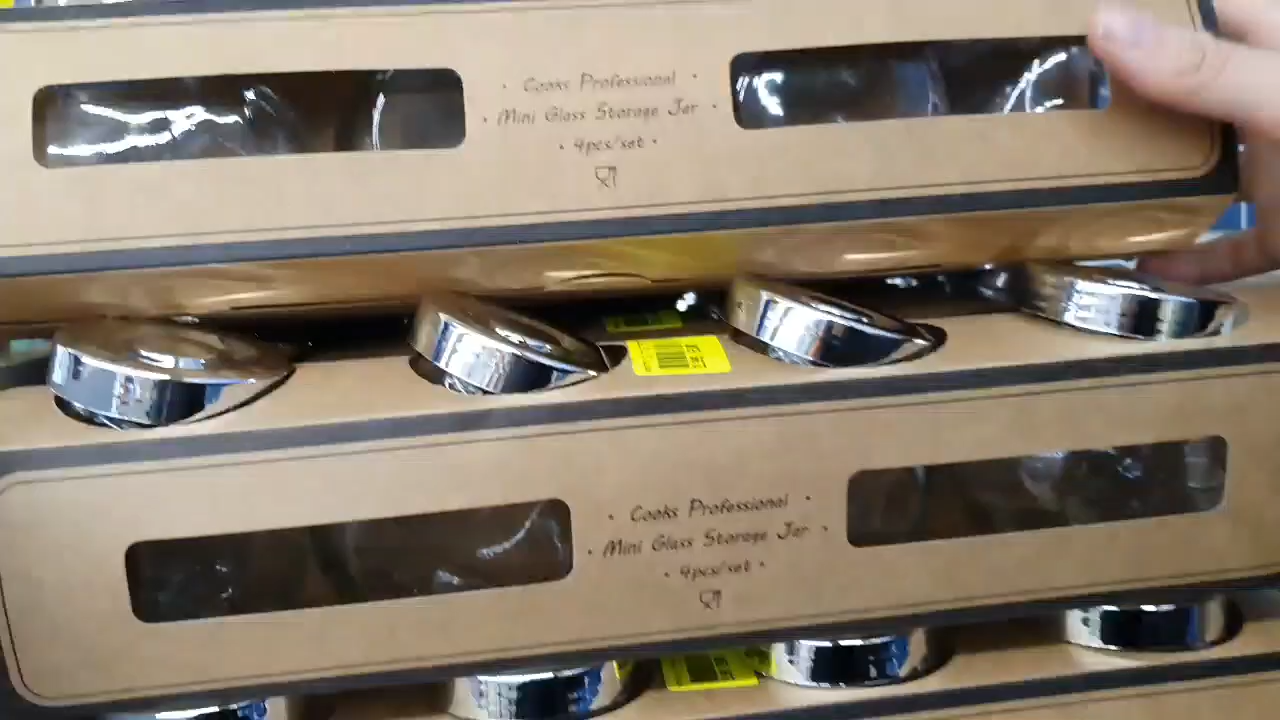 · Cooks Professional ·
· Mini Glass Storage Jar ·
· 4pcs/set ·
· Cooks Professional ·
· Mini Glass Storage Jar ·
· 4pcs/set ·